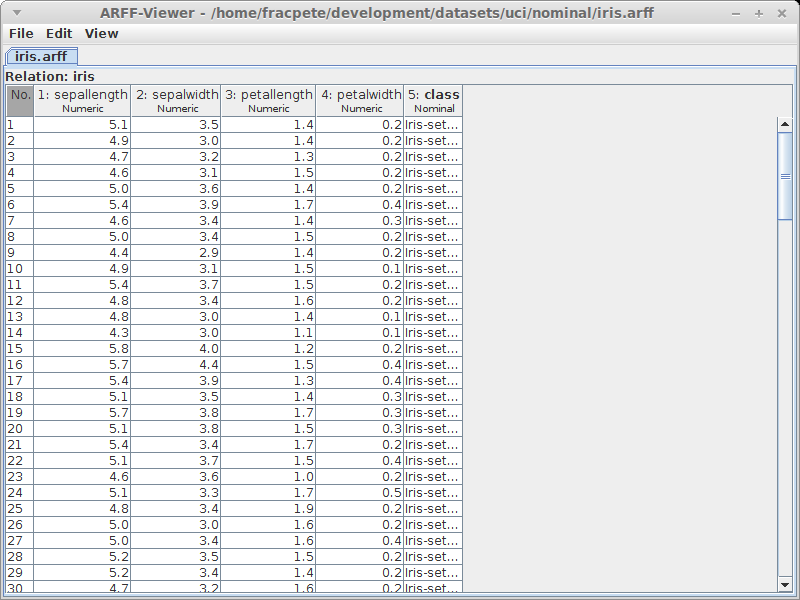 ARFF-Viewer - /home/fracpete/development/datasets/uci/nominal/iris.arff
File Edit View
iris.arff
Relation: iris
No. 1: sepallength 2: sepalwidth 3: petallength 4: petalwidth 5: class
Numeric Numeric Numeric Numeric Nominal
1 5.1 3.5 1.4 0.2 Iris-set...
2 4.9 3.0 1.4 0.2 Iris-set...
3 4.7 3.2 1.3 0.2 Iris-set...
4 4.6 3.1 1.5 0.2 Iris-set...
5 5.0 3.6 1.4 0.2 Iris-set...
6 5.4 3.9 1.7 0.4 Iris-set...
7 4.6 3.4 1.4 0.3 Iris-set...
8 5.0 3.4 1.5 0.2 Iris-set...
9 4.4 2.9 1.4 0.2 Iris-set...
10 4.9 3.1 1.5 0.1 Iris-set...
11 5.4 3.7 1.5 0.2 Iris-set...
12 4.8 3.4 1.6 0.2 Iris-set...
13 4.8 3.0 1.4 0.1 Iris-set...
14 4.3 3.0 1.1 0.1 Iris-set...
15 5.8 4.0 1.2 0.2 Iris-set...
16 5.7 4.4 1.5 0.4 Iris-set...
17 5.4 3.9 1.3 0.4 Iris-set...
18 5.1 3.5 1.4 0.3 Iris-set...
19 5.7 3.8 1.7 0.3 Iris-set...
20 5.1 3.8 1.5 0.3 Iris-set...
21 5.4 3.4 1.7 0.2 Iris-set...
22 5.1 3.7 1.5 0.4 Iris-set...
23 4.6 3.6 1.0 0.2 Iris-set...
24 5.1 3.3 1.7 0.5 Iris-set...
25 4.8 3.4 1.9 0.2 Iris-set...
26 5.0 3.0 1.6 0.2 Iris-set...
27 5.0 3.4 1.6 0.4 Iris-set...
28 5.2 3.5 1.5 0.2 Iris-set...
29 5.2 3.4 1.4 0.2 Iris-set...
30 4.7 3.2 1.6 0.2 Iris-set...